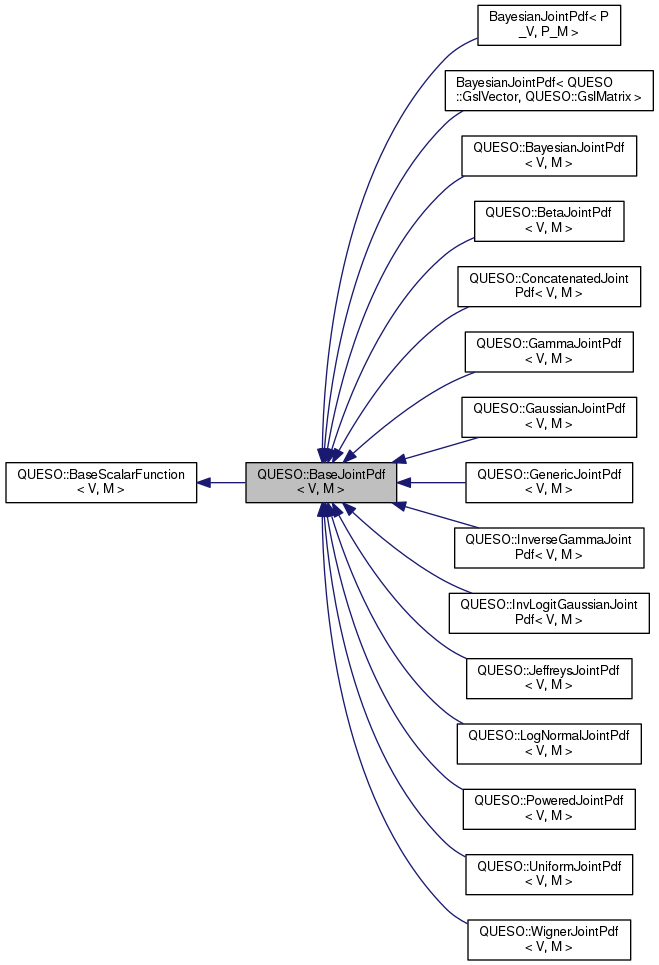 BayesianJointPdf< P
_V, P_M >
BayesianJointPdf< QUESO
::GslVector, QUESO::GslMatrix >
QUESO::BayesianJointPdf
< V, M >
QUESO::BetaJointPdf
< V, M >
QUESO::ConcatenatedJoint
Pdf< V, M >
QUESO::GammaJointPdf
< V, M >
QUESO::GaussianJointPdf
< V, M >
QUESO::BaseScalarFunction
< V, M >
QUESO::BaseJointPdf
< V, M >
QUESO::GenericJointPdf
< V, M >
QUESO::InverseGammaJoint
Pdf< V, M >
QUESO::InvLogitGaussianJoint
Pdf< V, M >
QUESO::JeffreysJointPdf
< V, M >
QUESO::LogNormalJointPdf
< V, M >
QUESO::PoweredJointPdf
< V, M >
QUESO::UniformJointPdf
< V, M >
QUESO::WignerJointPdf
< V, M >